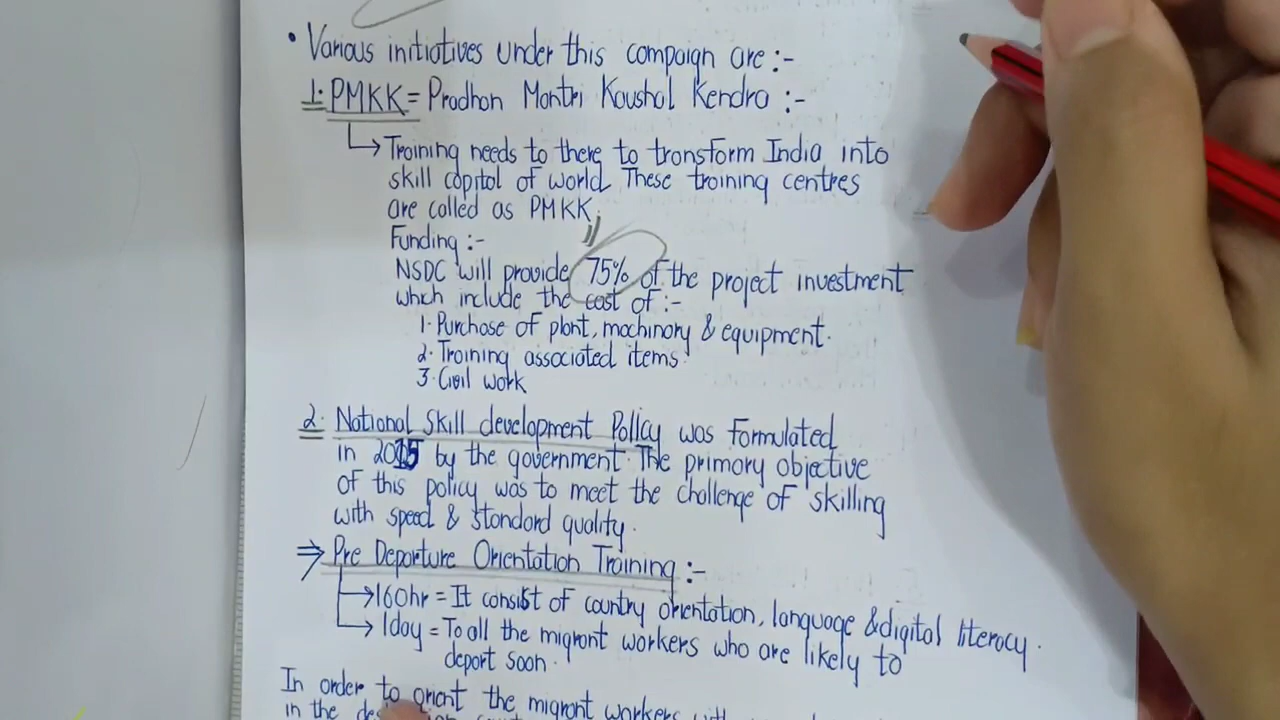 • Various initiatives under this campaign are :-
1. PMKK = Pradhan Mantri Kaushal Kendra :-
↳ Training needs to there to transform India into
skill capital of world. These training centres
are called as PMKK.
Funding :-
NSDC will provide 75% of the project investment
which include the cost of :-
1. Purchase of plant, machinary & equipment.
2. Training associated items.
3. Civil work
2. National Skill development Policy was formulated
in 2015 by the government. The primary objective
of this policy was to meet the challenge of skilling
with speed & standard quality.
⇒ Pre Departure Orientation Training :-
→ 160hr = It consist of country orientation, language & digital literacy.
→ 1day = To all the migrant workers who are likely to
depart soon.
In order to orient the migrant workers
in the